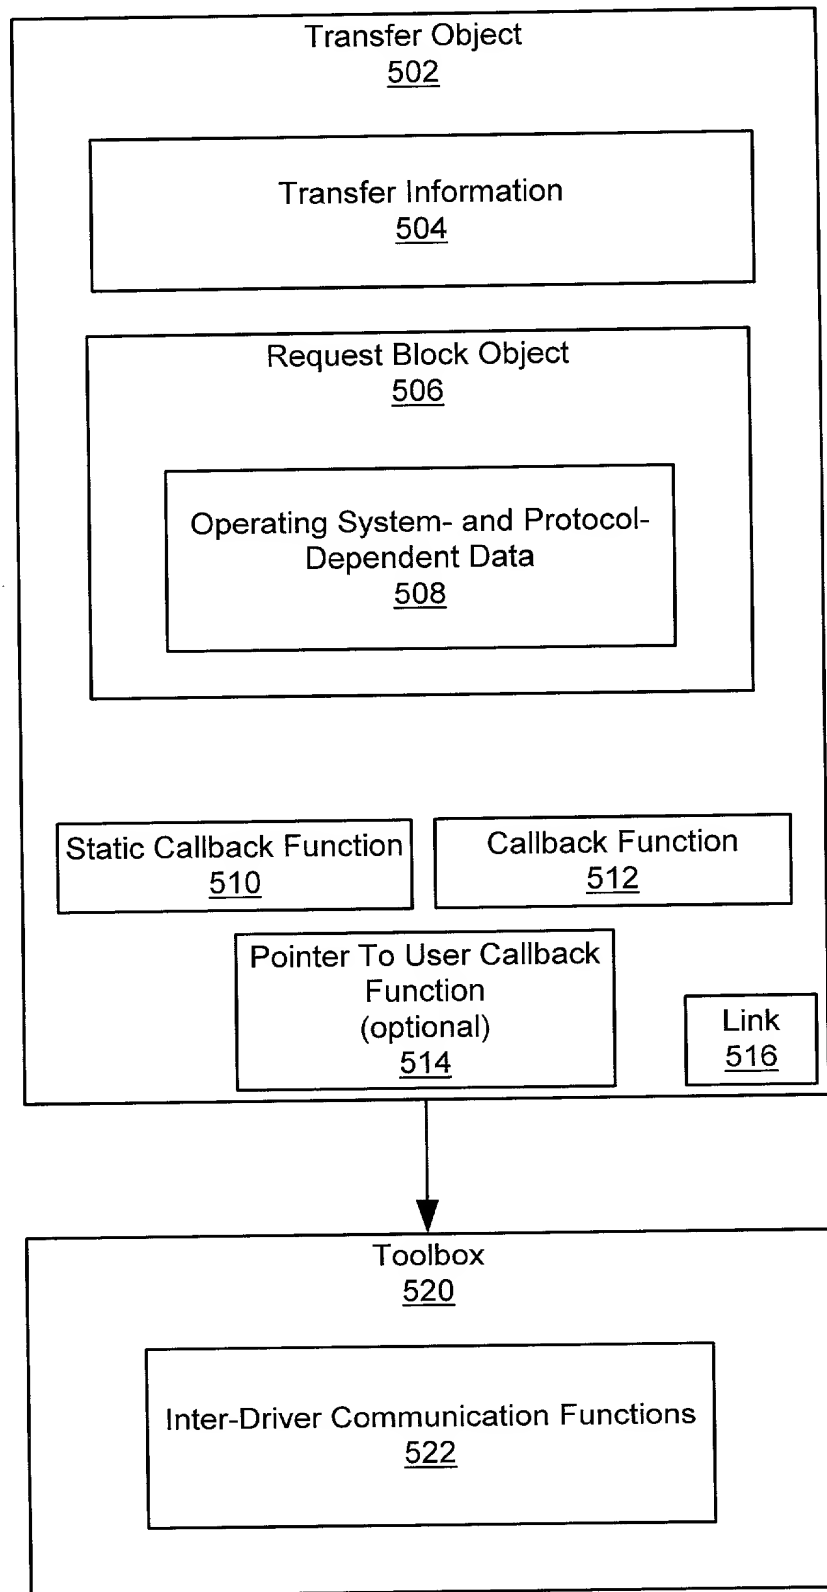 Transfer Object
502
Transfer Information
504
Request Block Object
506
Operating System- and Protocol-
Dependent Data
508
Static Callback Function
510
Callback Function
512
Pointer To User Callback
Function
(optional)
514
Link
516
Toolbox
520
Inter-Driver Communication Functions
522